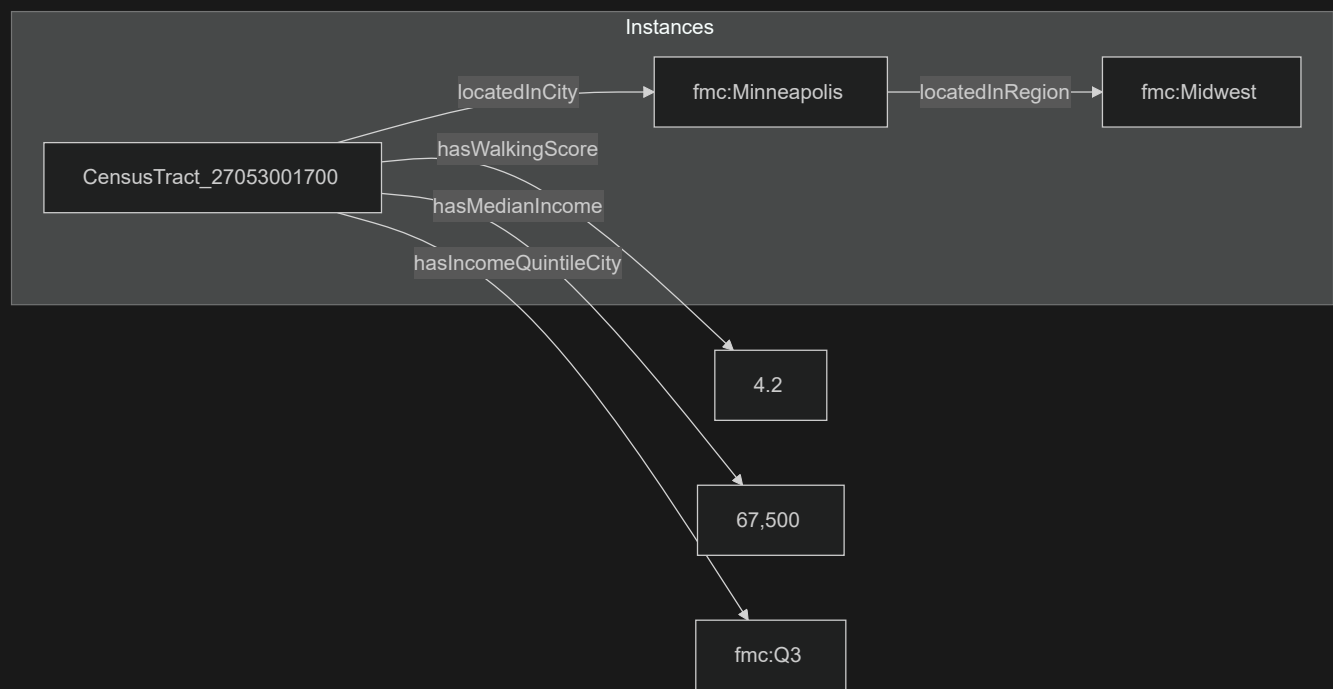 Instances
locatedInCity
fmc:Minneapolis
locatedInRegion
fmc:Midwest
hasWalkingScore
CensusTract_27053001700
hasMedianIncome
hasIncomeQuintileCity
4.2
67,500
fmc:Q3